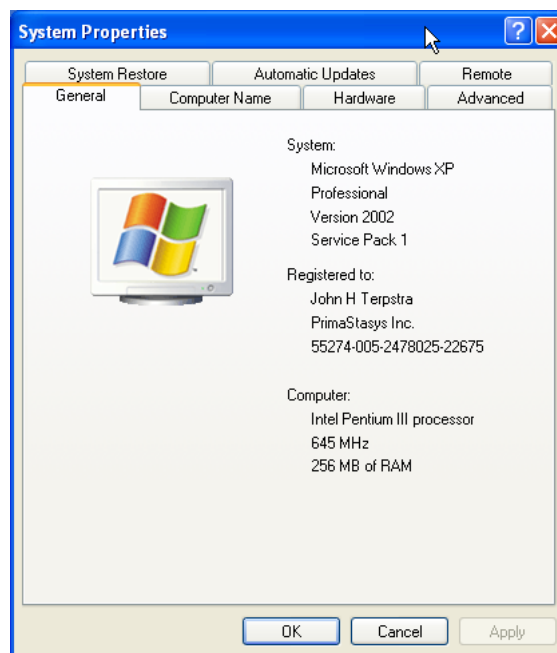 System Properties
System Restore Automatic Updates Remote
General Computer Name Hardware Advanced
System:
Microsoft Windows XP
Professional
Version 2002
Service Pack 1
Registered to:
John H Terpstra
PrimaStasys Inc.
55274-005-2478025-22675
Computer:
Intel Pentium III processor
645 MHz
256 MB of RAM
OK Cancel Apply